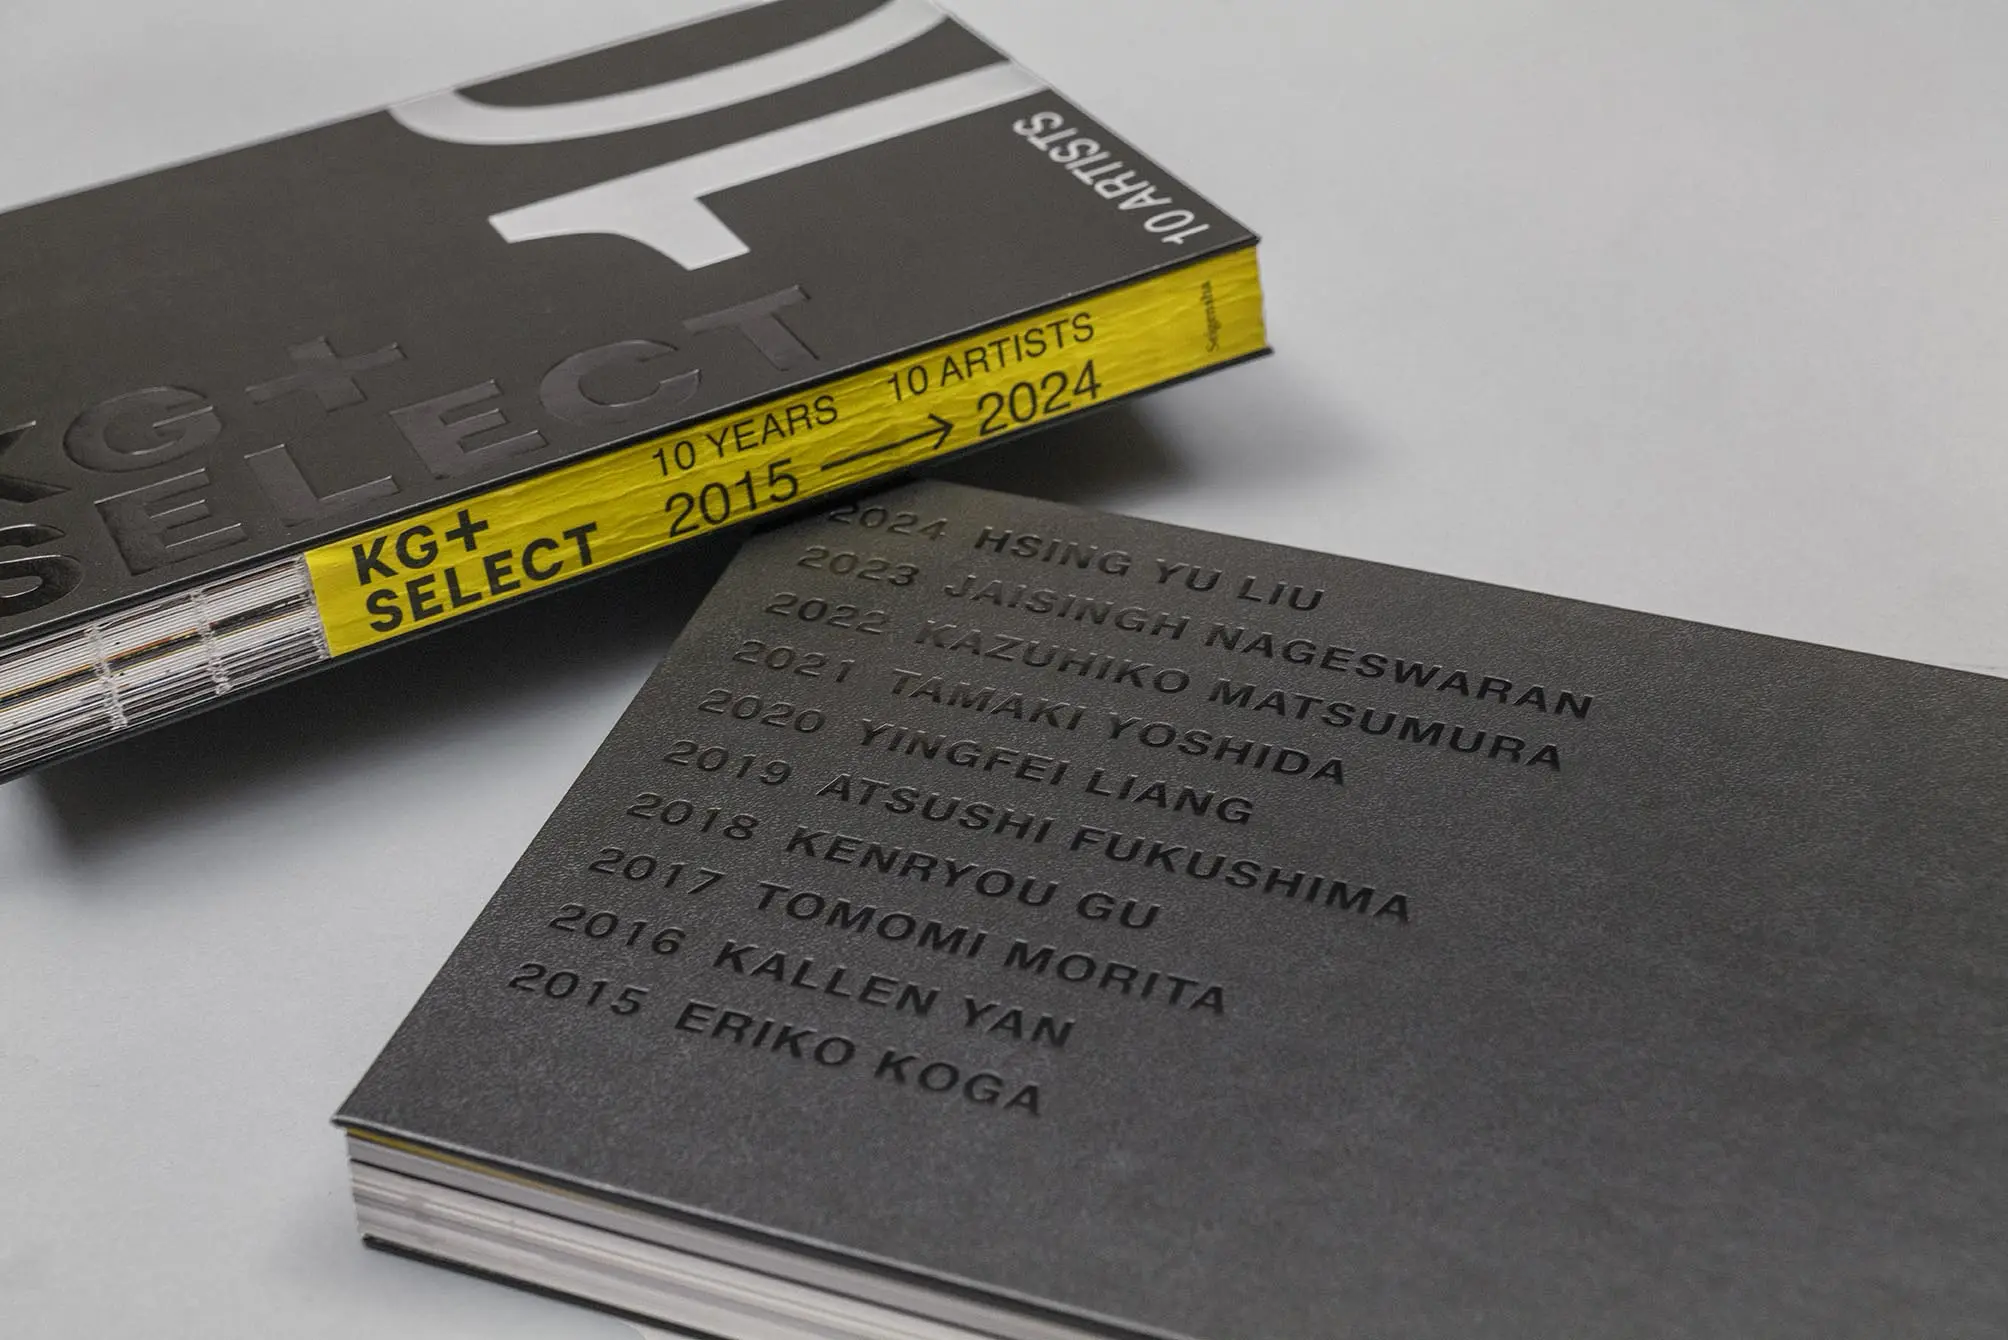 10
10 ARTISTS
KG+
SELECT
KG+
SELECT
10 YEARS 10 ARTISTS
2015 → 2024
Seigensha
2024 HSING YU LIU
2023 JAISINGH NAGESWARAN
2022 KAZUHIKO MATSUMURA
2021 TAMAKI YOSHIDA
2020 YINGFEI LIANG
2019 ATSUSHI FUKUSHIMA
2018 KENRYOU GU
2017 TOMOMI MORITA
2016 KALLEN YAN
2015 ERIKO KOGA